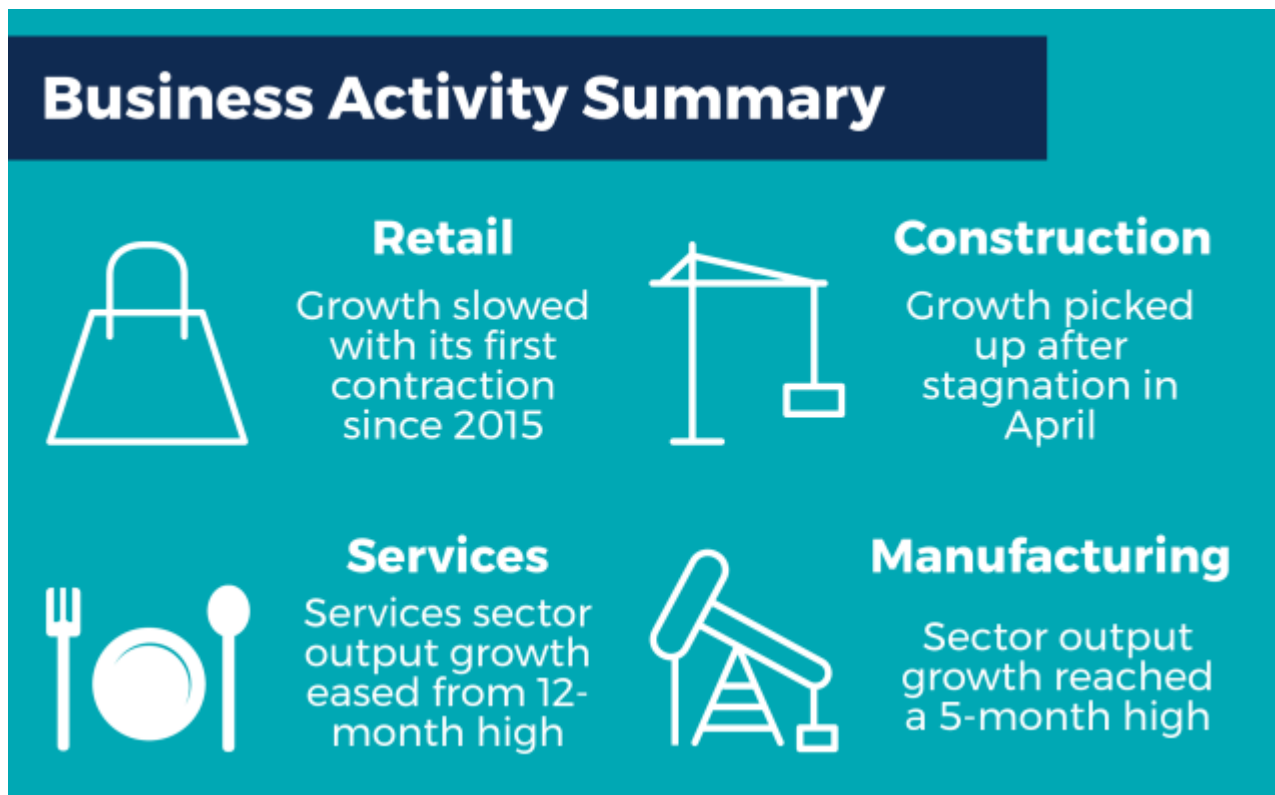 Business Activity Summary
Retail
Growth slowed
with its first
contraction
since 2015
Construction
Growth picked
up after
stagnation in
April
Services
Services sector
output growth
eased from 12-
month high
Manufacturing
Sector output
growth reached
a 5-month high